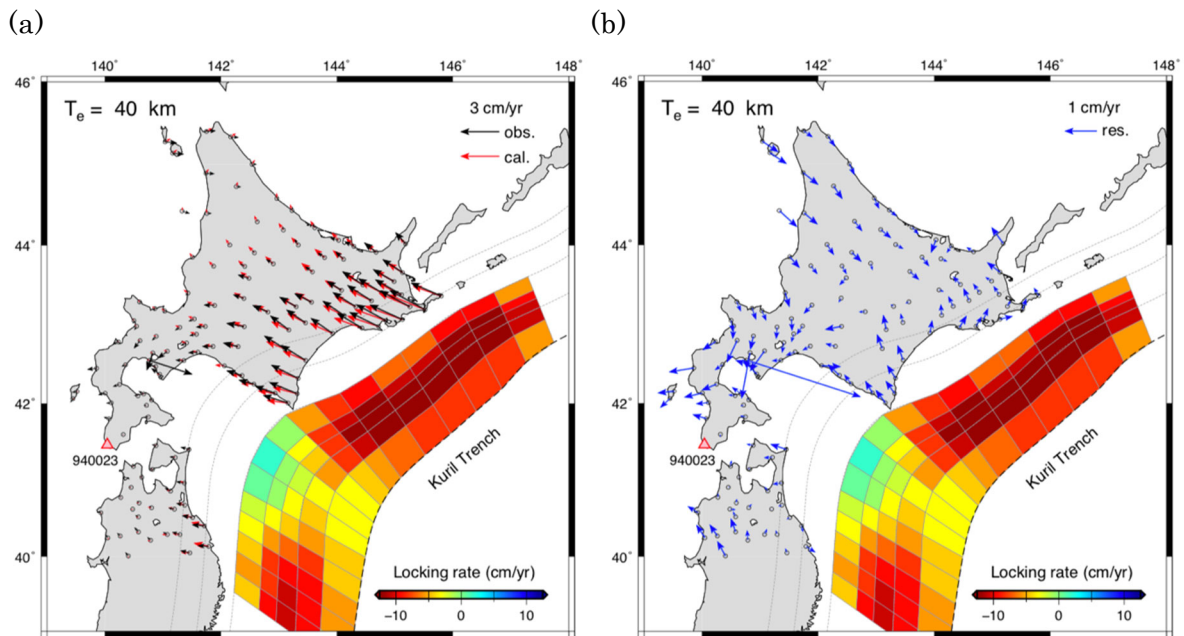 (a)
(b)
140° 142° 144° 146° 148°
46°
44°
42°
40°
Te = 40 km
3 cm/yr
obs.
cal.
940023
Kuril Trench
Locking rate (cm/yr)
−10 0 10
140° 142° 144° 146° 148°
46°
44°
42°
40°
Te = 40 km
1 cm/yr
res.
940023
Kuril Trench
Locking rate (cm/yr)
−10 0 10